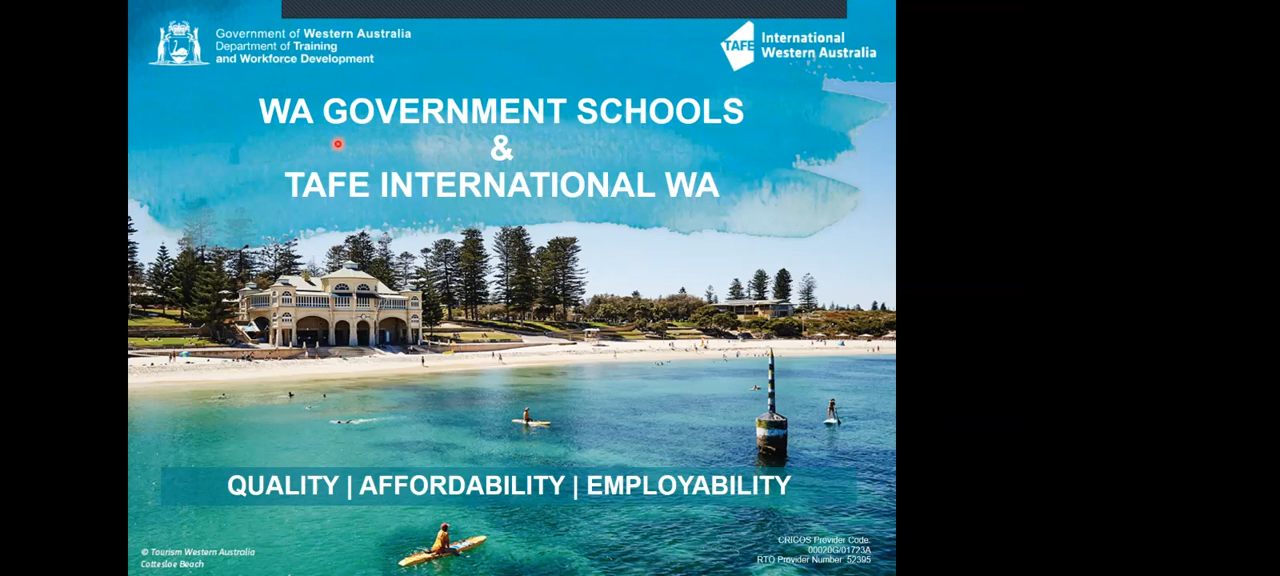 Government of Western Australia
Department of Training
and Workforce Development
TAFE
International
Western Australia
WA GOVERNMENT SCHOOLS
&
TAFE INTERNATIONAL WA
QUALITY | AFFORDABILITY | EMPLOYABILITY
© Tourism Western Australia
Cottesloe Beach
CRICOS Provider Code:
00020G/01723A
RTO Provider Number: 52395